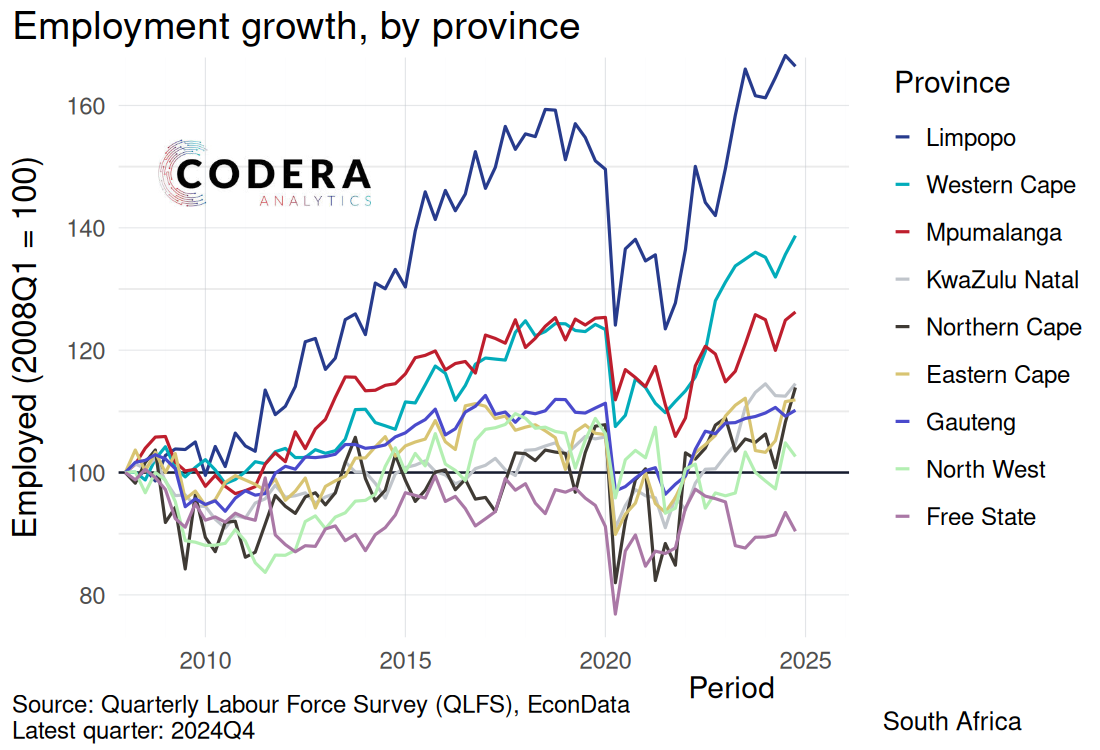 Employment growth, by province
Employed (2008Q1 = 100)
160
140
120
100
80
CODERA
ANALYTICS
2010
2015
2020
2025
Period
Province
Limpopo
Western Cape
Mpumalanga
KwaZulu Natal
Northern Cape
Eastern Cape
Gauteng
North West
Free State
Source: Quarterly Labour Force Survey (QLFS), EconData
Latest quarter: 2024Q4
South Africa